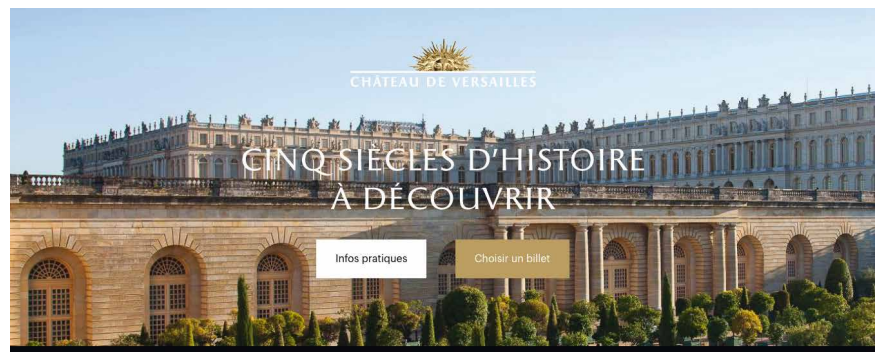 CHÂTEAU DE VERSAILLES
CINQ SIÈCLES D'HISTOIRE
À DÉCOUVRIR
Infos pratiques
Choisir un billet